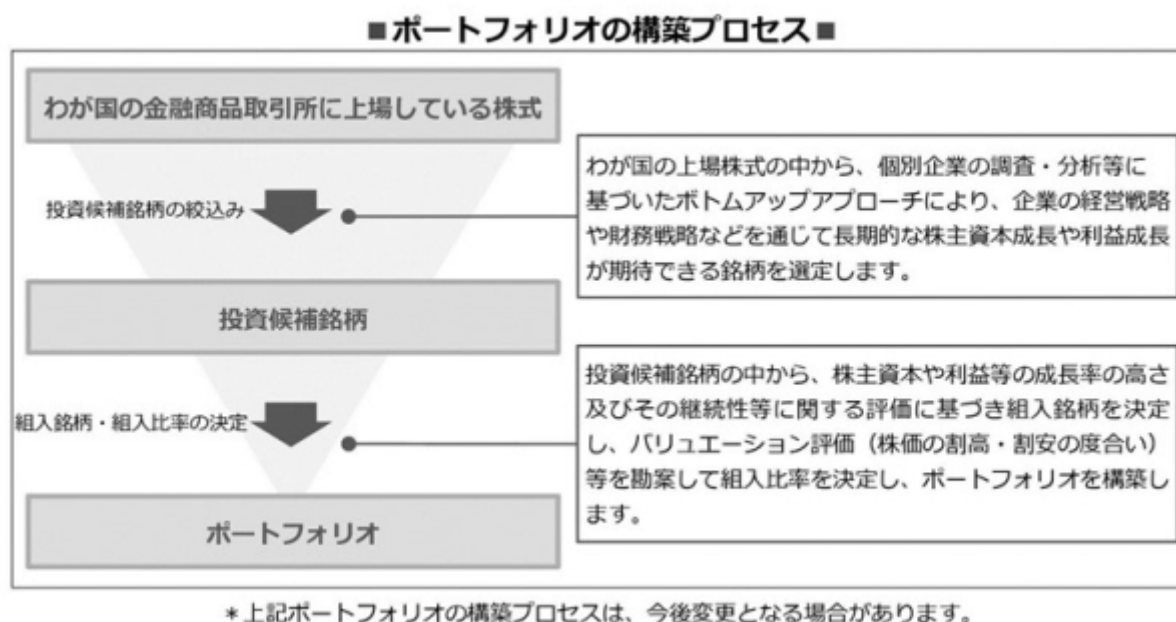 ■ポートフォリオの構築プロセス■
わが国の金融商品取引所に上場している株式
投資候補銘柄の絞込み
わが国の上場株式の中から、個別企業の調査・分析等に
基づいたボトムアップアプローチにより、企業の経営戦略
や財務戦略などを通じて長期的な株主資本成長や利益成長
が期待できる銘柄を選定します。
投資候補銘柄
組入銘柄・組入比率の決定
投資候補銘柄の中から、株主資本や利益等の成長率の高さ
及びその継続性等に関する評価に基づき組入銘柄を決定
し、バリュエーション評価（株価の割高・割安の度合い）
等を勘案して組入比率を決定し、ポートフォリオを構築し
ます。
ポートフォリオ
＊上記ポートフォリオの構築プロセスは、今後変更となる場合があります。